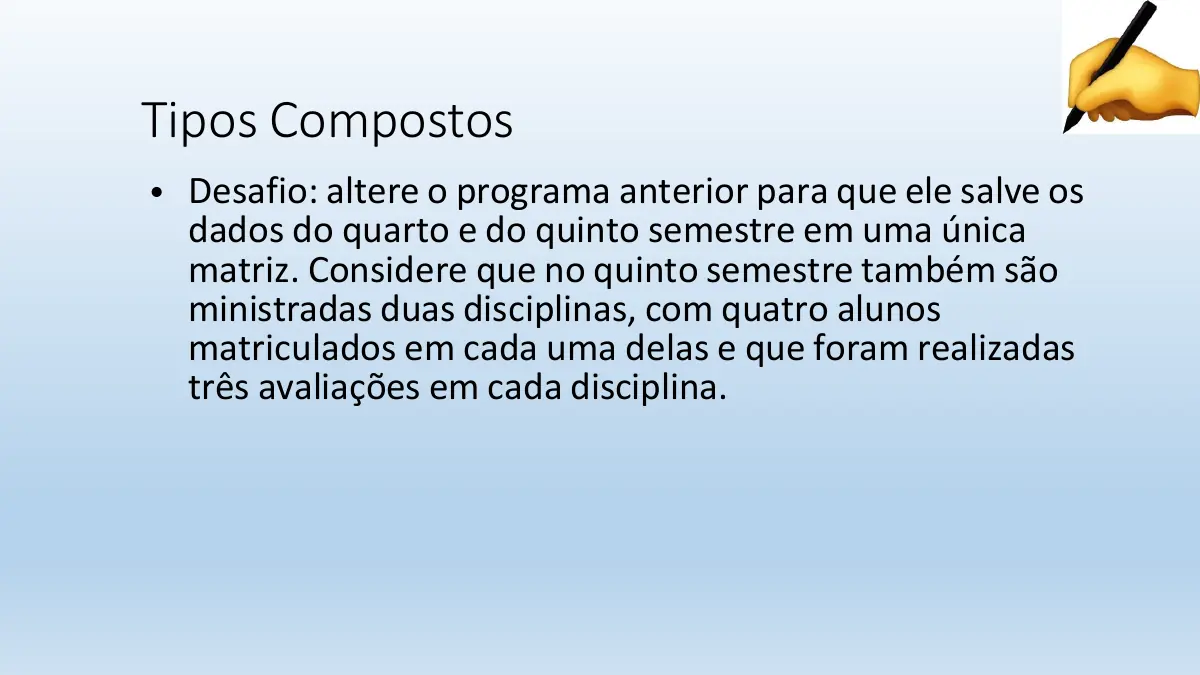 Tipos Compostos
• Desafio: altere o programa anterior para que ele salve os
dados do quarto e do quinto semestre em uma única
matriz. Considere que no quinto semestre também são
ministradas duas disciplinas, com quatro alunos
matriculados em cada uma delas e que foram realizadas
três avaliações em cada disciplina.